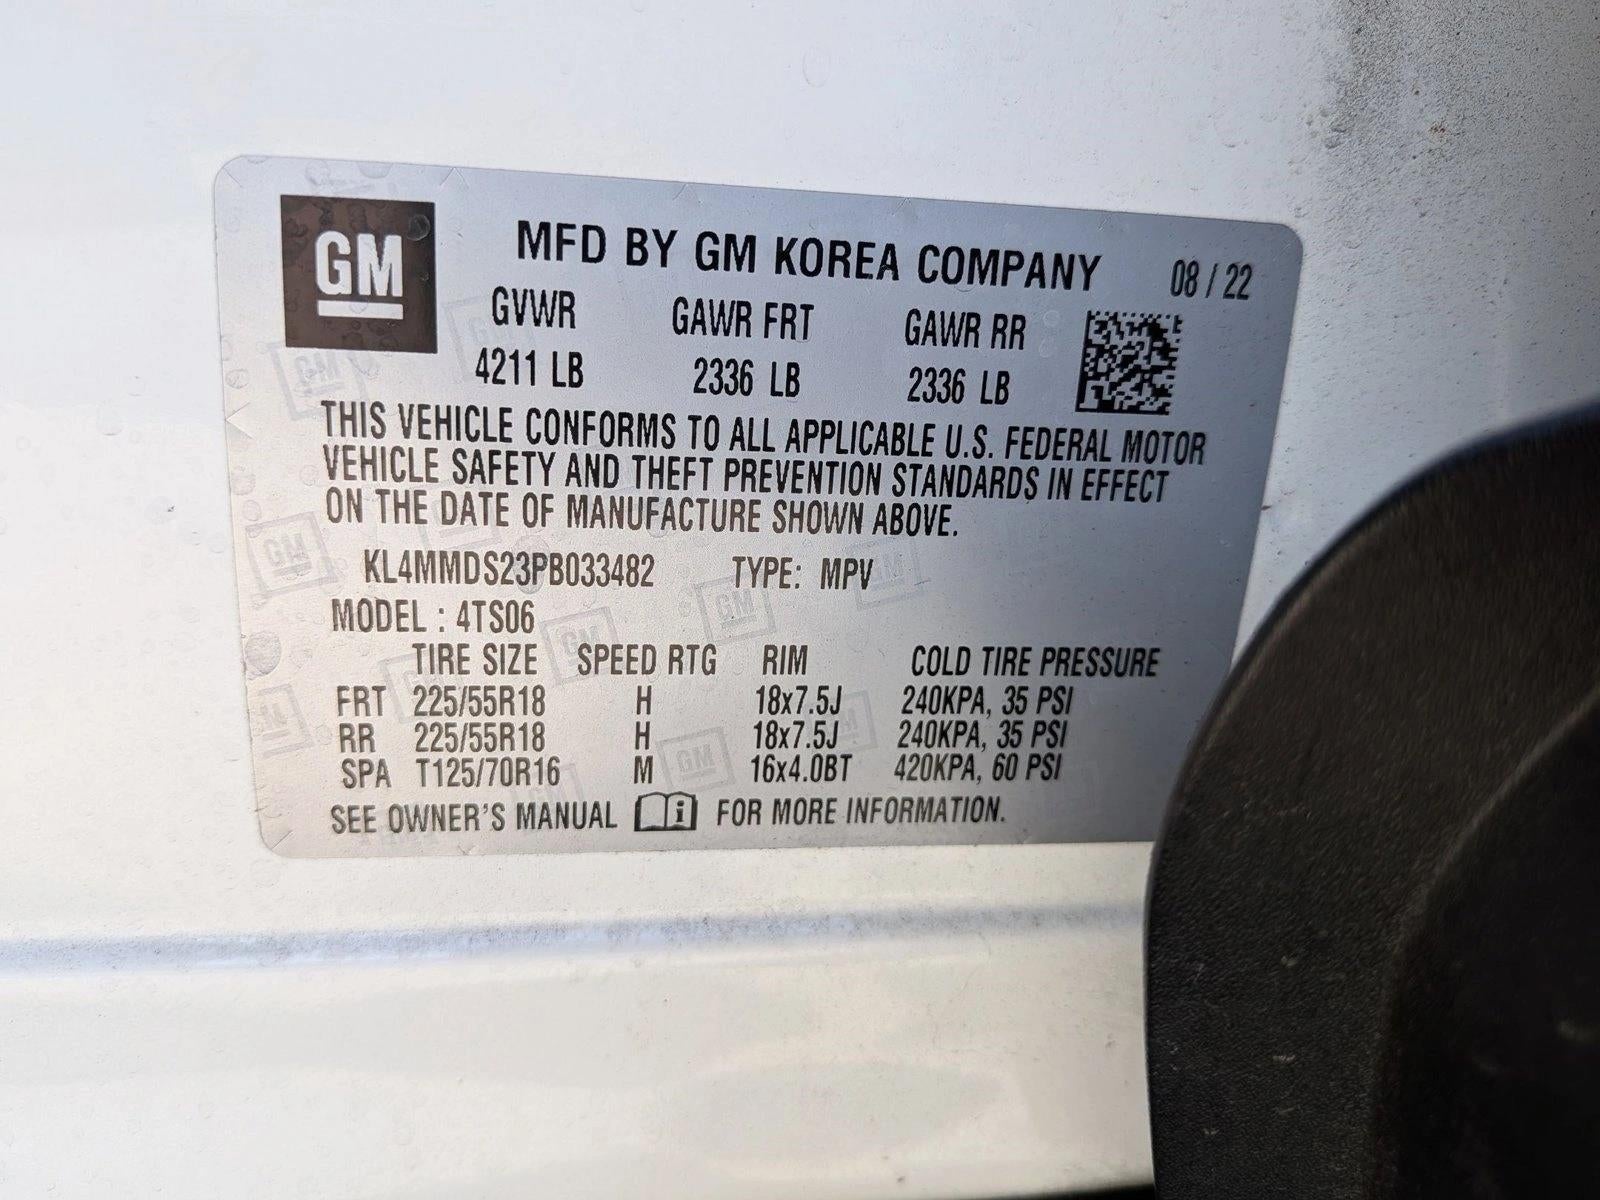 GM MFD BY GM KOREA COMPANY 08 / 22
GVWR GAWR FRT GAWR RR
4211 LB 2336 LB 2336 LB
THIS VEHICLE CONFORMS TO ALL APPLICABLE U.S. FEDERAL MOTOR
VEHICLE SAFETY AND THEFT PREVENTION STANDARDS IN EFFECT
ON THE DATE OF MANUFACTURE SHOWN ABOVE.
KL4MMDS23PB033482 TYPE: MPV
MODEL : 4TS06
TIRE SIZE SPEED RTG RIM COLD TIRE PRESSURE
FRT 225/55R18 H 18x7.5J 240KPA, 35 PSI
RR 225/55R18 H 18x7.5J 240KPA, 35 PSI
SPA T125/70R16 M 16x4.0BT 420KPA, 60 PSI
SEE OWNER'S MANUAL i FOR MORE INFORMATION.